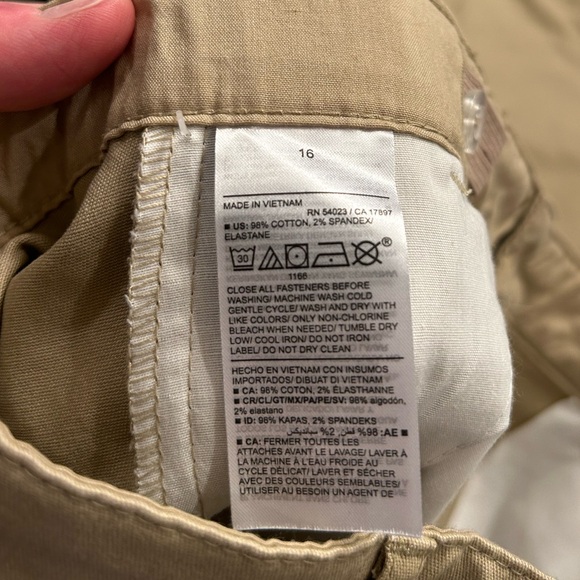 16
MADE IN VIETNAM
RN 54023 / CA 17897
■ US: 98% COTTON, 2% SPANDEX/
ELASTANE
30
®
1166
CLOSE ALL FASTENERS BEFORE
WASHING/ MACHINE WASH COLD
GENTLE CYCLE/ WASH AND DRY WITH
LIKE COLORS/ ONLY NON-CHLORINE
BLEACH WHEN NEEDED/ TUMBLE DRY
LOW/ COOL IRON/ DO NOT IRON
LABEL/ DO NOT DRY CLEAN
HECHO EN VIETNAM CON INSUMOS
IMPORTADOS/ DIBUAT DI VIETNAM
■ CA: 98% COTON, 2% ÉLASTHANNE
■ CR/CL/GT/MX/PA/PE/SV: 98% algodón,
2% elastano
■ ID: 98% KAPAS, 2% SPANDEKS
■ AE: 98% قطن, 2% سبانديكس
■ CA: FERMER TOUTES LES
ATTACHES AVANT LE LAVAGE/ LAVER À
LA MACHINE À L'EAU FROIDE AU
CYCLE DÉLICAT/ LAVER ET SÉCHER
AVEC DES COULEURS SEMBLABLES/
UTILISER AU BESOIN UN AGENT DE